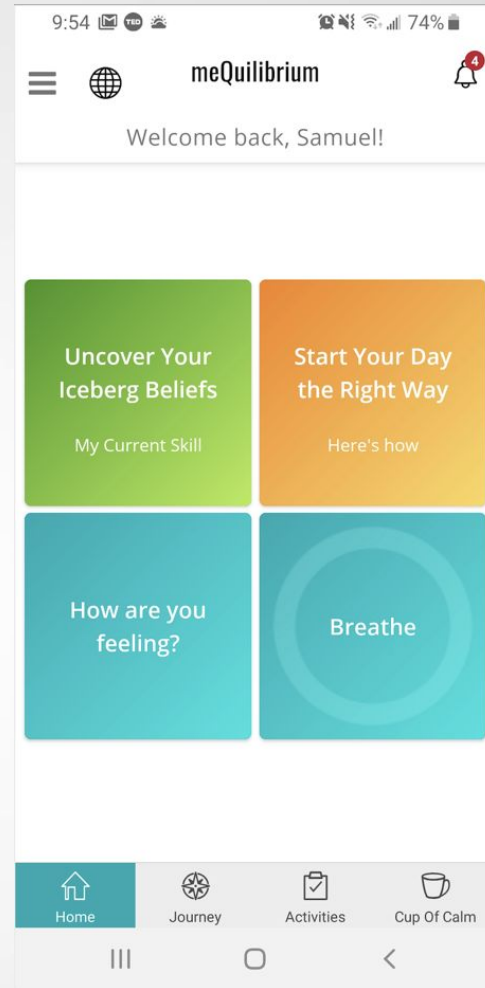 9:54 TED 74%
meQuilibrium
4
Welcome back, Samuel!
Uncover Your
Iceberg Beliefs
My Current Skill
Start Your Day
the Right Way
Here's how
How are you
feeling?
Breathe
Home Journey Activities Cup Of Calm